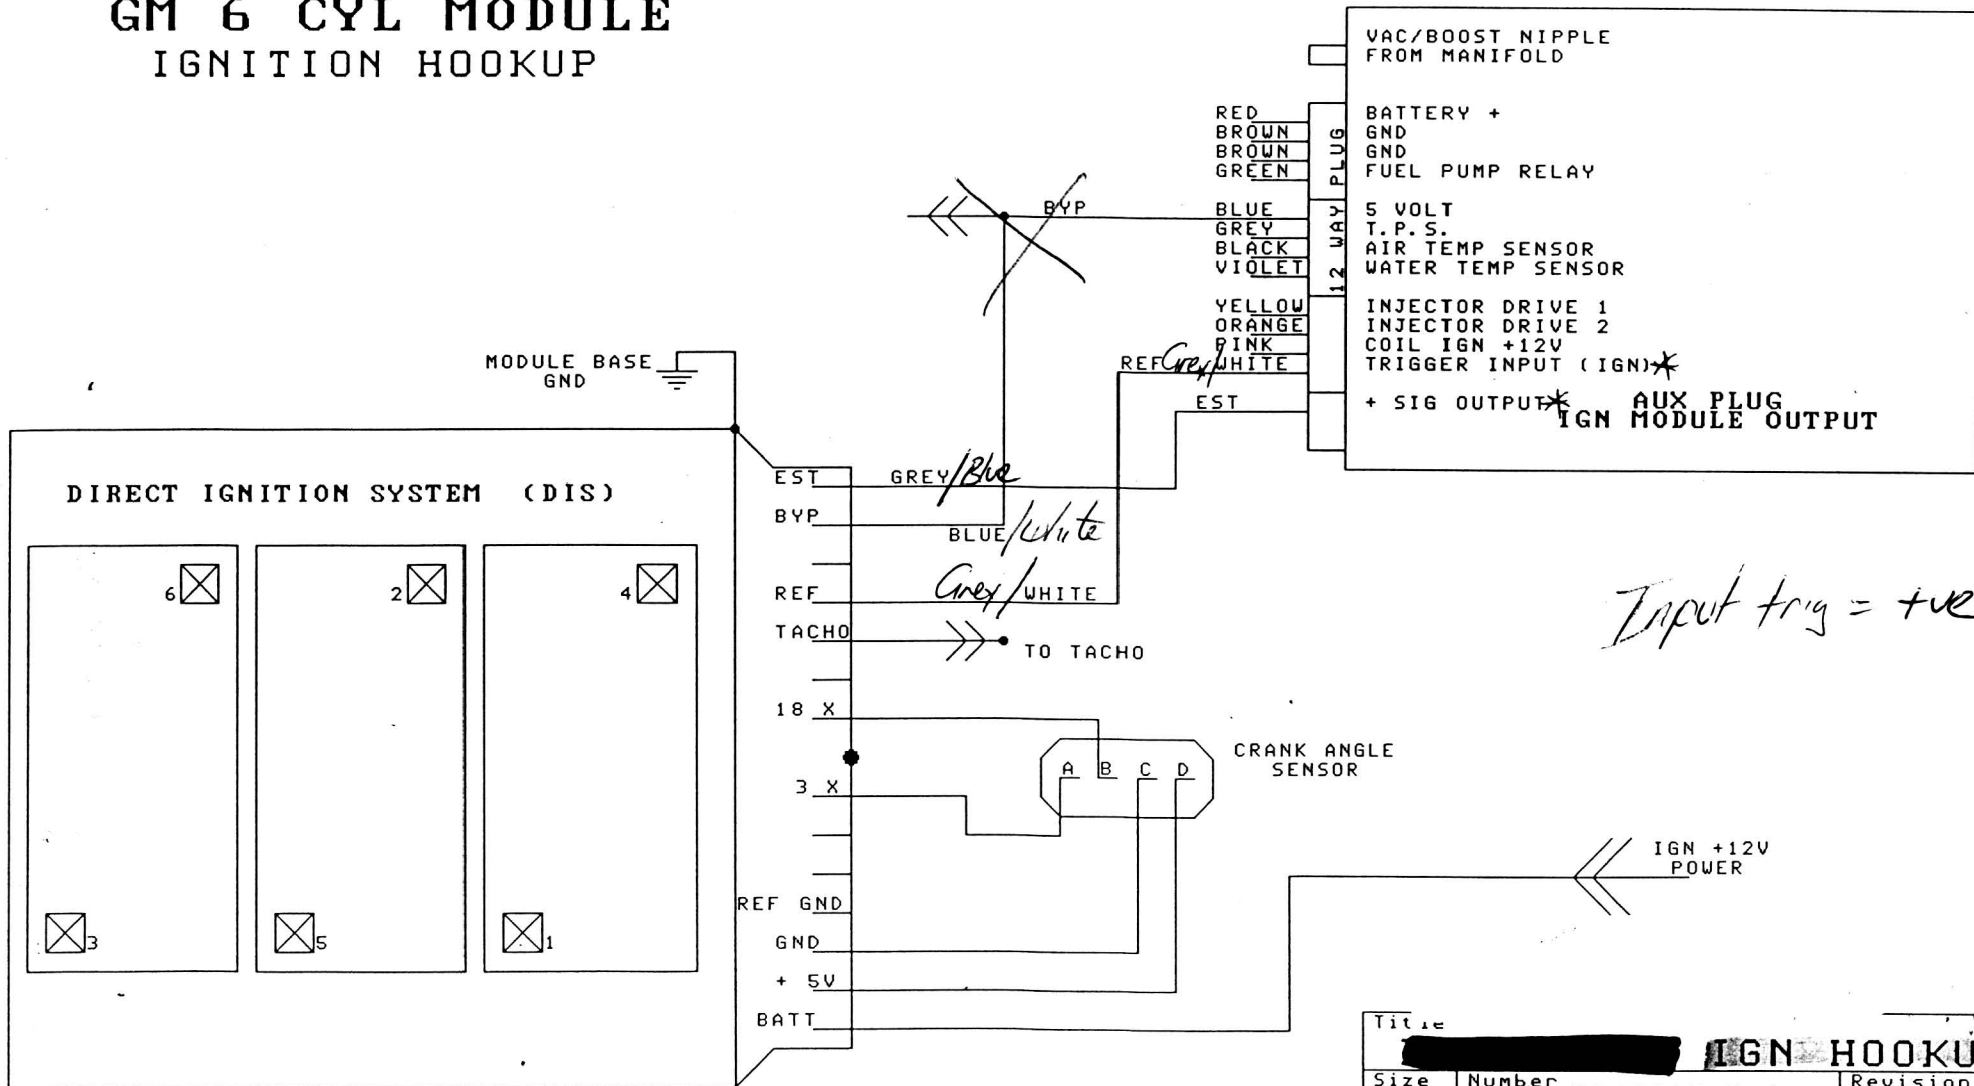 GM 6 CYL MODULE
IGNITION HOOKUP
VAC/BOOST NIPPLE
FROM MANIFOLD
RED BATTERY +
BROWN GND
BROWN GND
GREEN FUEL PUMP RELAY
BYP BLUE 5 VOLT
GREY T.P.S.
BLACK AIR TEMP SENSOR
VIOLET WATER TEMP SENSOR
12 WAY PLUG
YELLOW INJECTOR DRIVE 1
ORANGE INJECTOR DRIVE 2
PINK COIL IGN +12V
REF Grey/WHITE TRIGGER INPUT (IGN)*
EST + SIG OUTPUT* AUX PLUG
IGN MODULE OUTPUT
MODULE BASE
GND
DIRECT IGNITION SYSTEM (DIS)
EST GREY/Blue
BYP BLUE/White
REF Grey/WHITE
TACHO TO TACHO
18 X
3 X
REF GND
GND
+ 5V
BATT
6 2 4
3 5 1
Input trig = +ve
A B C D
CRANK ANGLE
SENSOR
IGN +12V
POWER
Title
IGN HOOKU
Size Number Revision